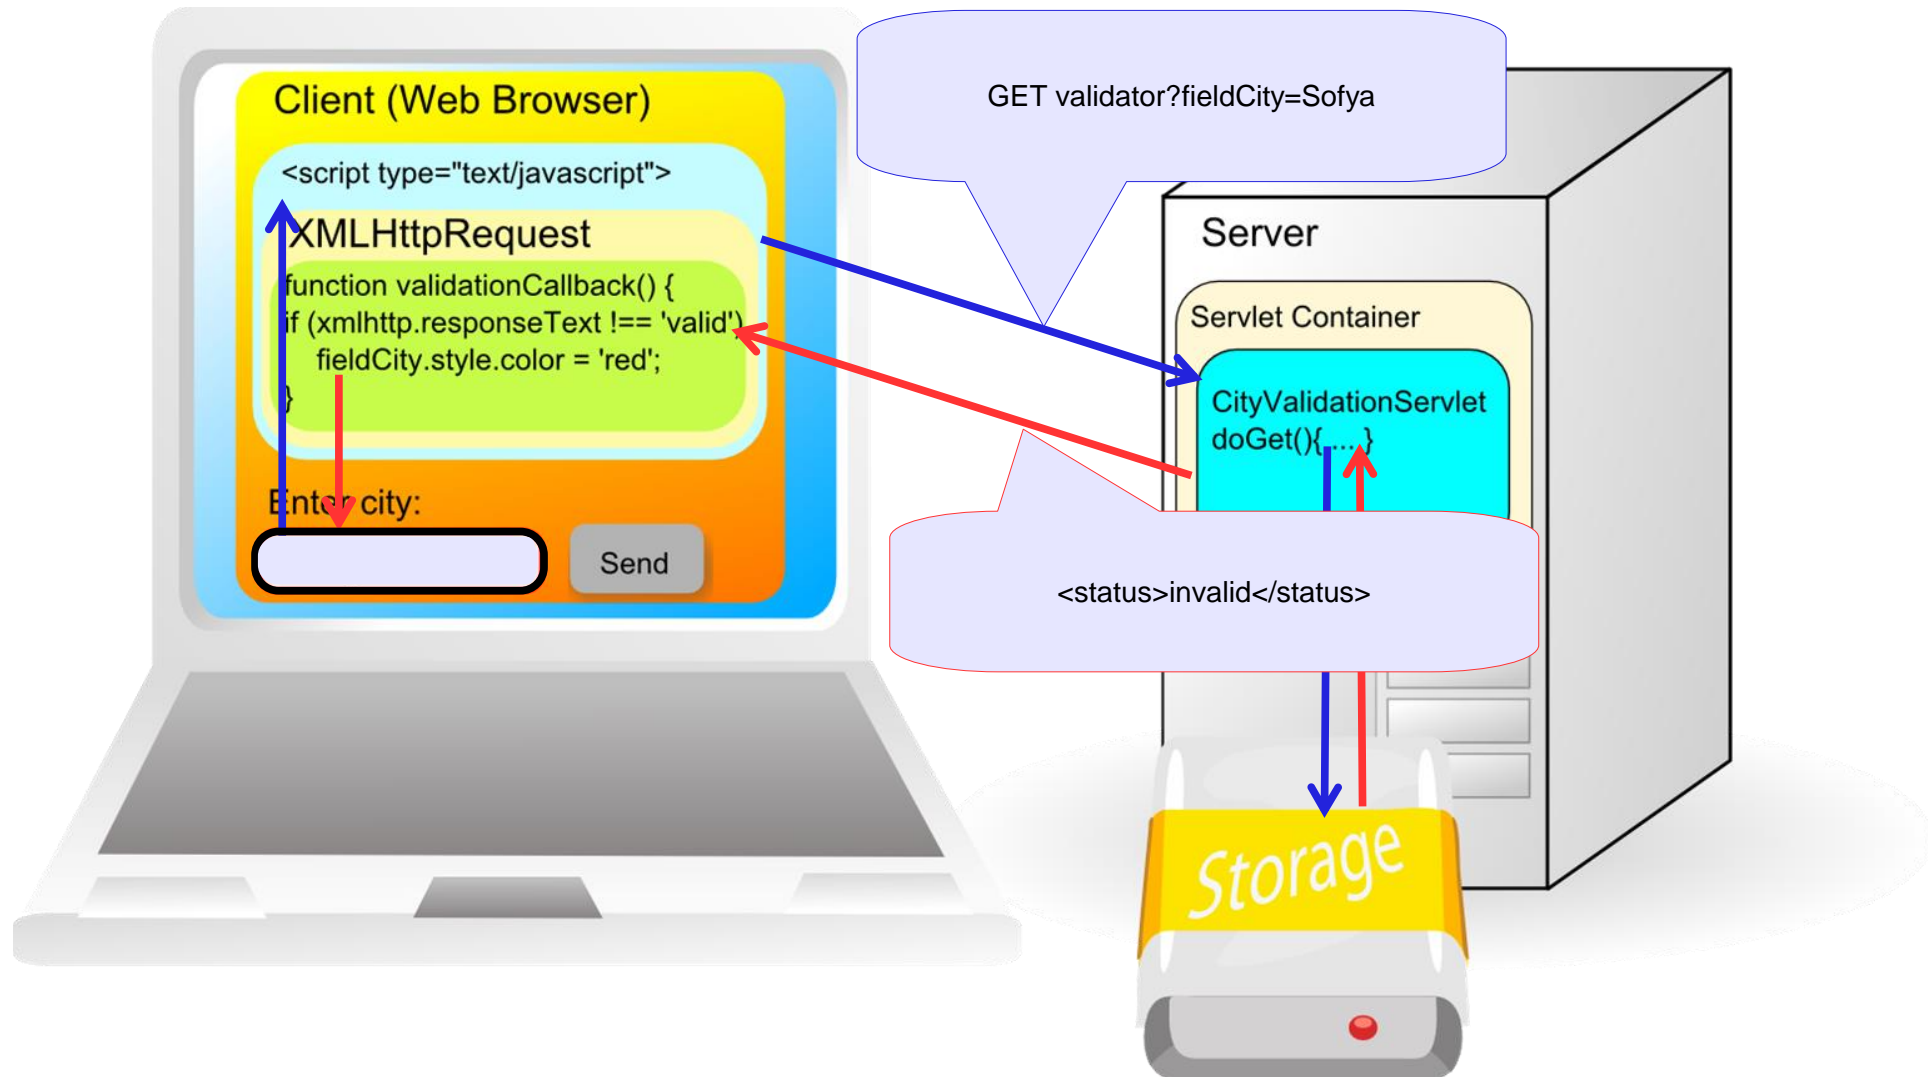 Client (Web Browser)
<script type="text/javascript">
XMLHttpRequest
function validationCallback() {
if (xmlhttp.responseText !== 'valid')
fieldCity.style.color = 'red';
}
Enter city:
Send
GET validator?fieldCity=Sofya
Server
Servlet Container
CityValidationServlet
doGet(){ ... }
<status>invalid</status>
Storage